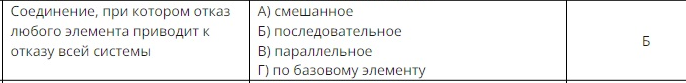 Соединение, при котором отказ
любого элемента приводит к
отказу всей системы
А) смешанное
Б) последовательное
В) параллельное
Г) по базовому элементу
Б